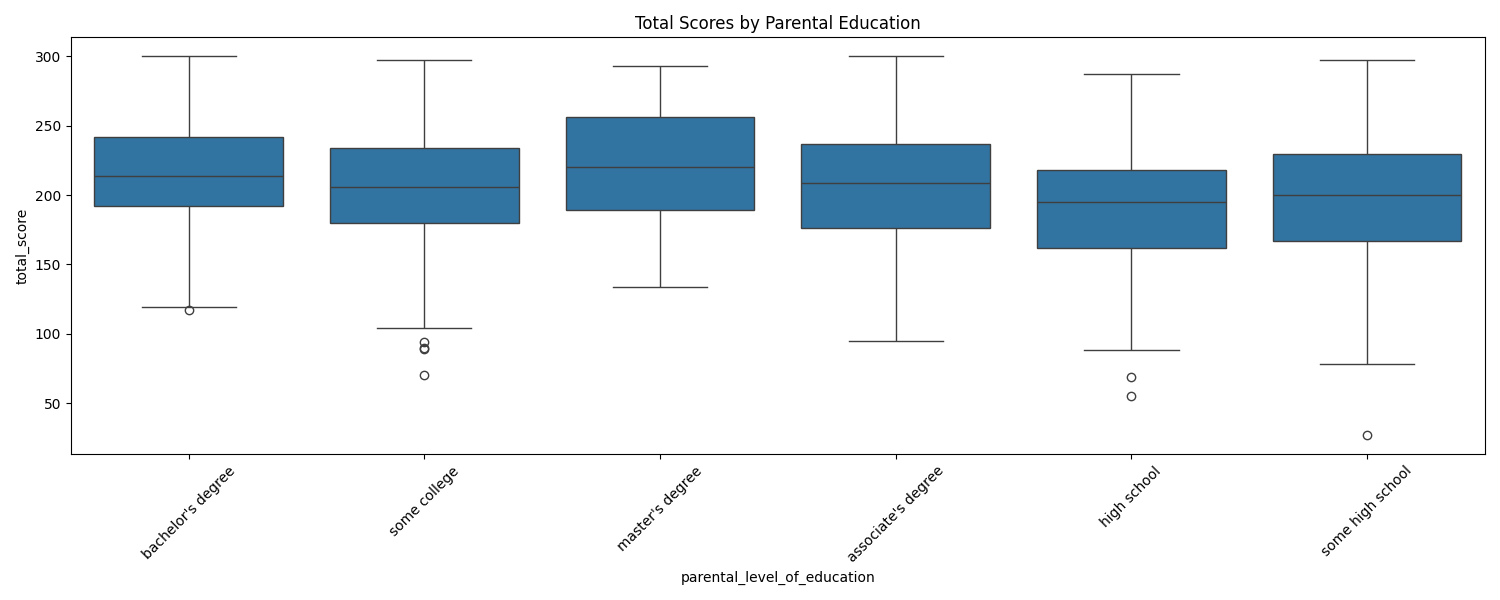 Total Scores by Parental Education
total_score
300
250
200
150
100
50
bachelor's degree
some college
master's degree
associate's degree
high school
some high school
parental_level_of_education